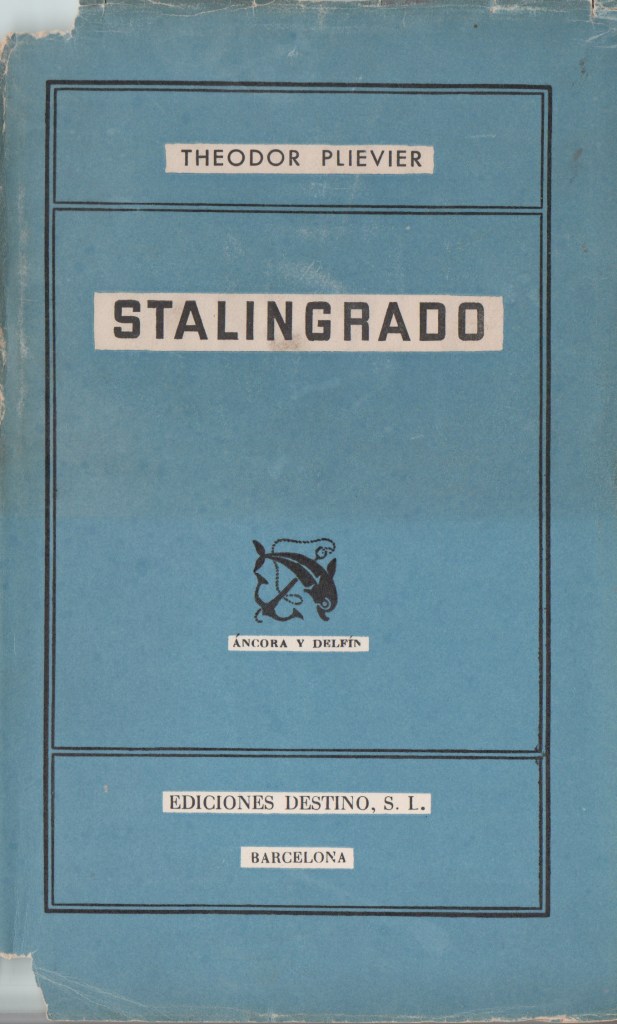 THEODOR PLIEVIER
STALINGRADO
ÁNCORA Y DELFÍN
EDICIONES DESTINO, S. L.
BARCELONA